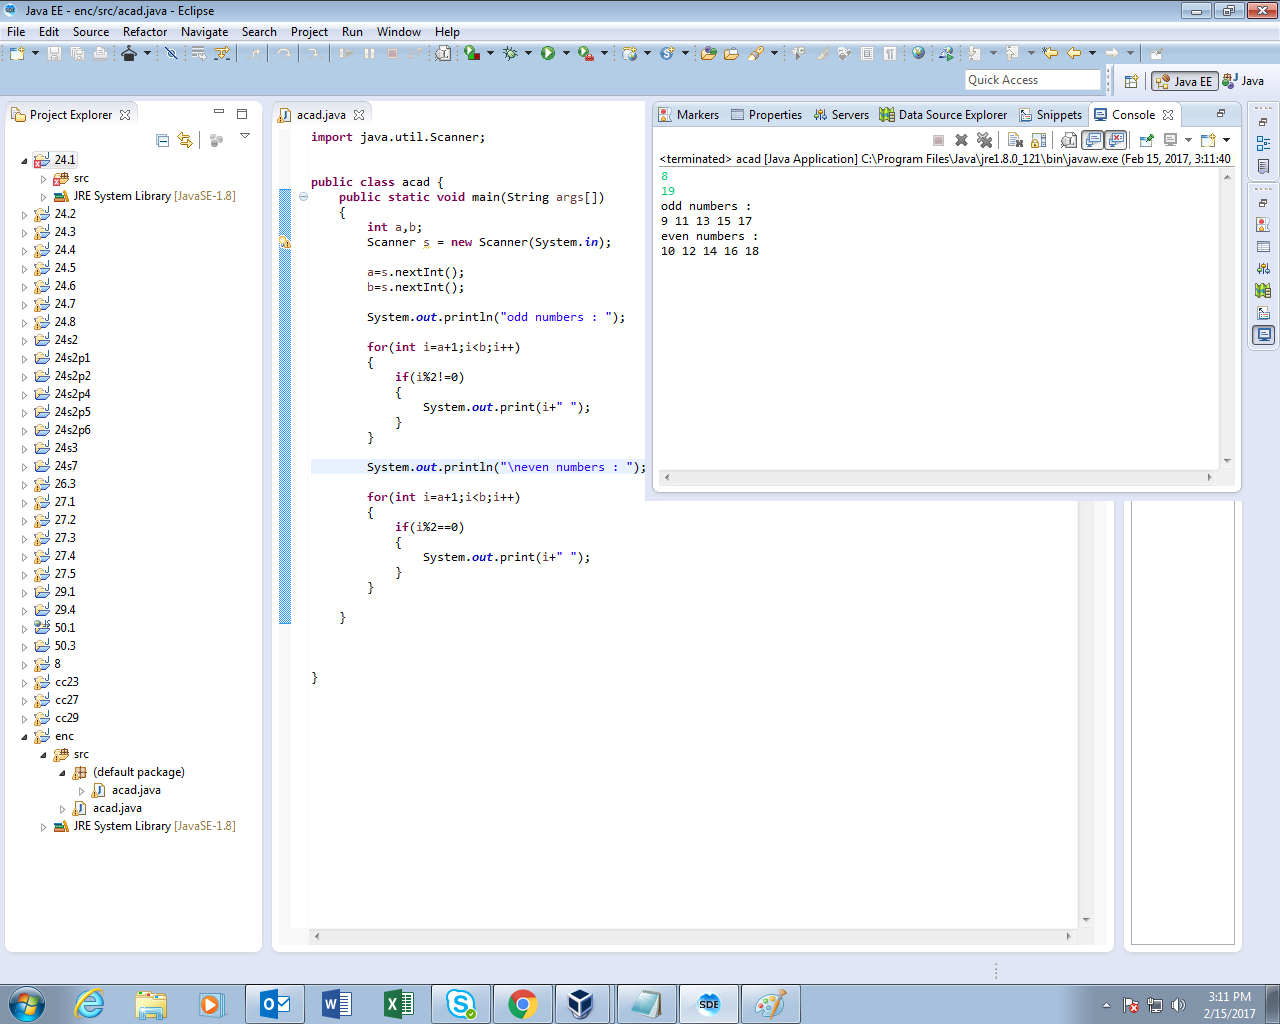 Java EE - enc/src/acad.java - Eclipse
File Edit Source Refactor Navigate Search Project Run Window Help
Quick Access
Java EE
Java
Project Explorer
24.1
src
JRE System Library [JavaSE-1.8]
24.2
24.3
24.4
24.5
24.6
24.7
24.8
24s2
24s2p1
24s2p2
24s2p4
24s2p5
24s2p6
24s3
24s7
26.3
27.1
27.2
27.3
27.4
27.5
29.1
29.4
50.1
50.3
8
cc23
cc27
cc29
enc
src
(default package)
acad.java
acad.java
JRE System Library [JavaSE-1.8]
acad.java
import java.util.Scanner;
public class acad {
public static void main(String args[])
{
int a,b;
Scanner s = new Scanner(System.in);
a=s.nextInt();
b=s.nextInt();
System.out.println("odd numbers : ");
for(int i=a+1;i<b;i++)
{
if(i%2!=0)
{
System.out.print(i+" ");
}
}
System.out.println("\neven numbers : ");
for(int i=a+1;i<b;i++)
{
if(i%2==0)
{
System.out.print(i+" ");
}
}
}
}
Markers Properties Servers Data Source Explorer Snippets Console
<terminated> acad [Java Application] C:\Program Files\Java\jre1.8.0_121\bin\javaw.exe (Feb 15, 2017, 3:11:40
8
19
odd numbers :
9 11 13 15 17
even numbers :
10 12 14 16 18
SDE
3:11 PM
2/15/2017